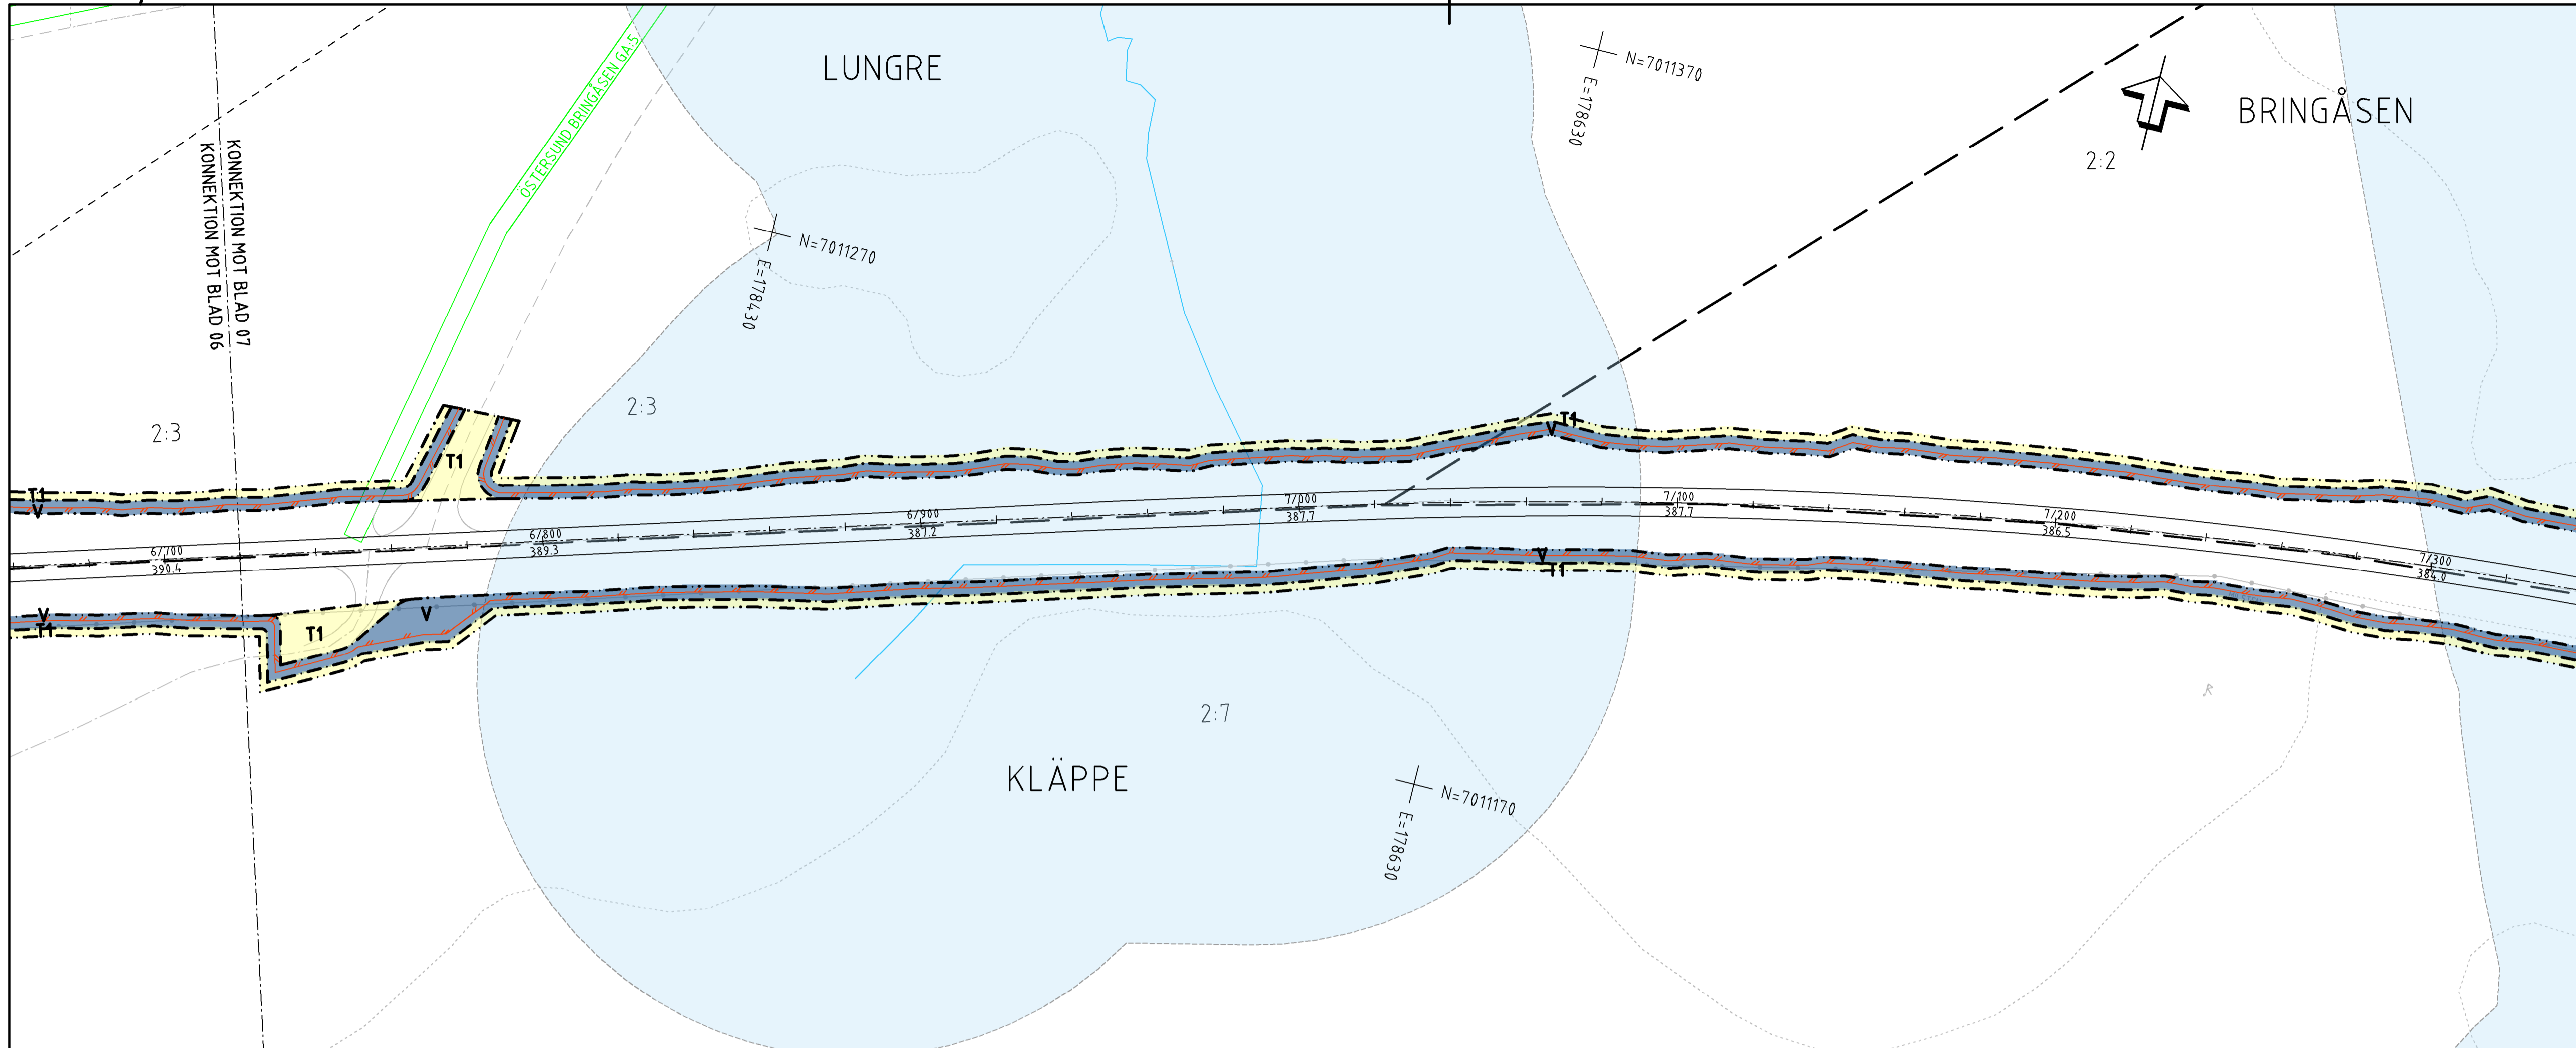 LUNGRE
ÖSTERSUND BRINGÅSEN GA:5
N=7011370
E=178630
BRINGÅSEN
2:2
KONNEKTION MOT BLAD 07
KONNEKTION MOT BLAD 06
N=7011270
E=178430
2:3
2:3
T1
T1
V
T1
V
6/700
390.4
6/800
389.3
6/900
387.2
7/000
387.7
7/100
387.7
7/200
386.5
7/300
384.0
V
T1
T1
V
V
T1
2:7
KLÄPPE
N=7011170
E=178630
R